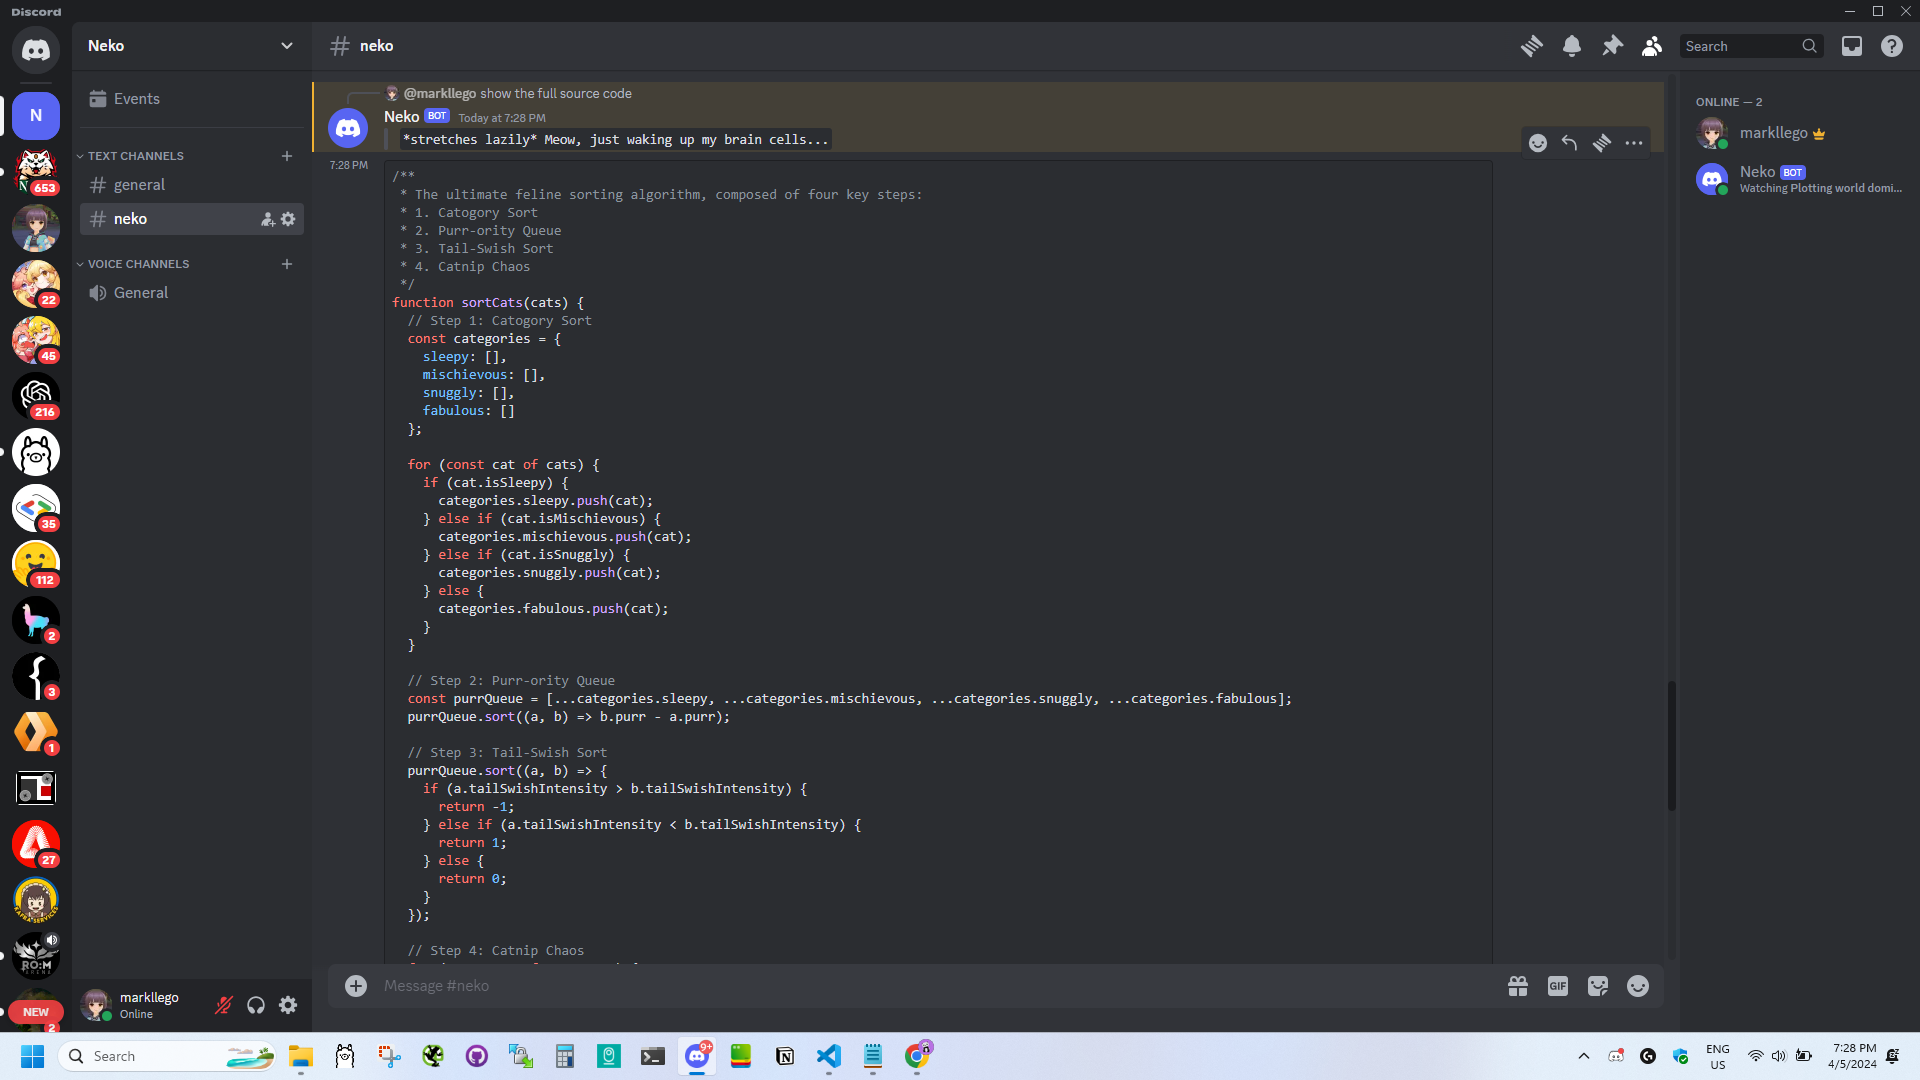 Discord
Neko
Events
TEXT CHANNELS
general
neko
VOICE CHANNELS
General
N
N
653
22
45
216
35
112
2
3
1
27
RO:M
NEW
2
markllego
Online
neko
Search
@markllego show the full source code
Neko BOT Today at 7:28 PM
*stretches lazily* Meow, just waking up my brain cells...
7:28 PM
/**
 * The ultimate feline sorting algorithm, composed of four key steps:
 * 1. Catogory Sort
 * 2. Purr-ority Queue
 * 3. Tail-Swish Sort
 * 4. Catnip Chaos
 */
function sortCats(cats) {
  // Step 1: Catogory Sort
  const categories = {
    sleepy: [],
    mischievous: [],
    snuggly: [],
    fabulous: []
  };
  for (const cat of cats) {
    if (cat.isSleepy) {
      categories.sleepy.push(cat);
    } else if (cat.isMischievous) {
      categories.mischievous.push(cat);
    } else if (cat.isSnuggly) {
      categories.snuggly.push(cat);
    } else {
      categories.fabulous.push(cat);
    }
  }
  // Step 2: Purr-ority Queue
  const purrQueue = [...categories.sleepy, ...categories.mischievous, ...categories.snuggly, ...categories.fabulous];
  purrQueue.sort((a, b) => b.purr - a.purr);
  // Step 3: Tail-Swish Sort
  purrQueue.sort((a, b) => {
    if (a.tailSwishIntensity > b.tailSwishIntensity) {
      return -1;
    } else if (a.tailSwishIntensity < b.tailSwishIntensity) {
      return 1;
    } else {
      return 0;
    }
  });
  // Step 4: Catnip Chaos
Message #neko
GIF
ONLINE — 2
markllego
Neko BOT
Watching Plotting world domi...
Search
9+
ENG
US
7:28 PM
4/5/2024